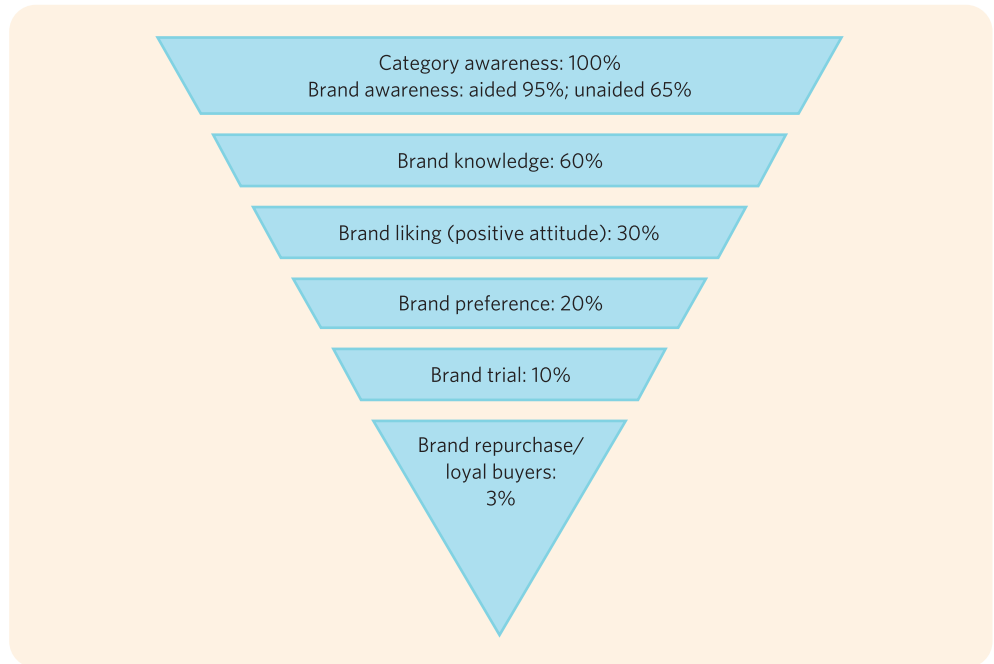 Category awareness: 100%
Brand awareness: aided 95%; unaided 65%
Brand knowledge: 60%
Brand liking (positive attitude): 30%
Brand preference: 20%
Brand trial: 10%
Brand repurchase/
loyal buyers:
3%